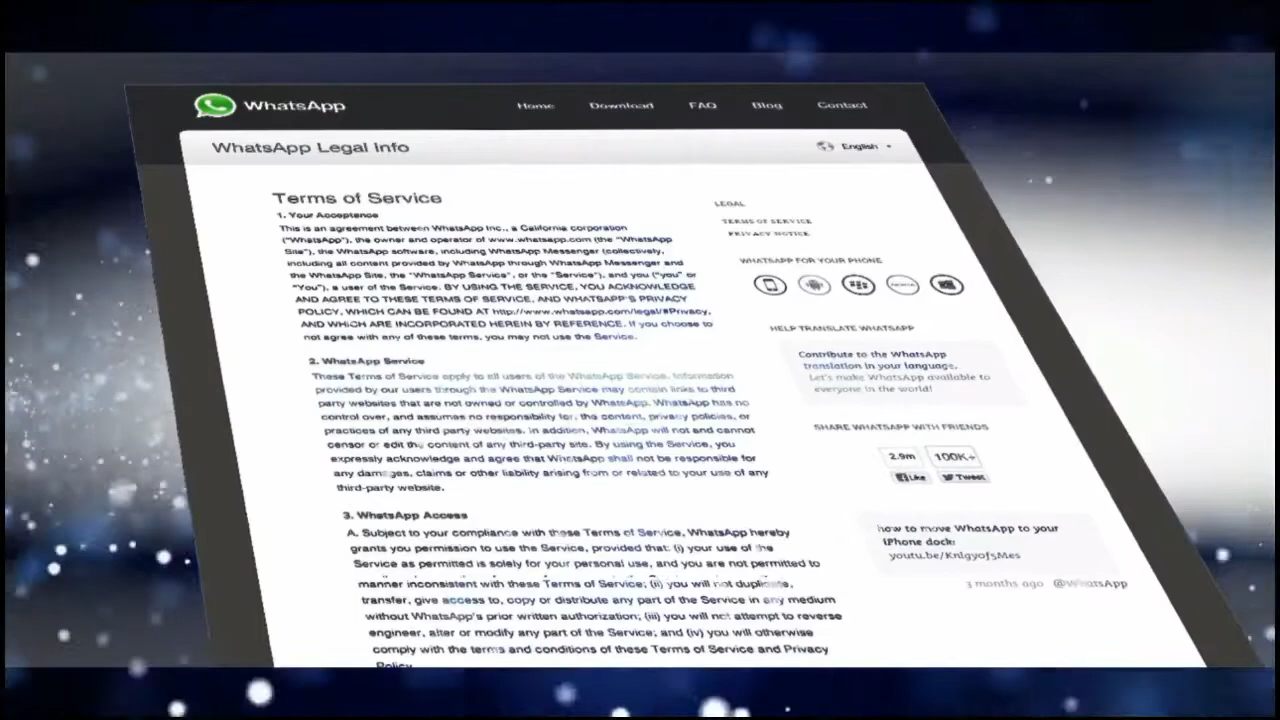 WhatsApp
Home Download FAQ Blog Contact
WhatsApp Legal Info
English
Terms of Service
1. Your Acceptance
This is an agreement between WhatsApp Inc., a California corporation
("WhatsApp"), the owner and operator of www.whatsapp.com (the "WhatsApp
Site"), the WhatsApp software, including WhatsApp Messenger (collectively,
including all content provided by WhatsApp through WhatsApp Messenger and
the WhatsApp Site, the "WhatsApp Service", or the "Service"), and you ("you" or
"You"), a user of the Service. BY USING THE SERVICE, YOU ACKNOWLEDGE
AND AGREE TO THESE TERMS OF SERVICE, AND WHATSAPP'S PRIVACY
POLICY, WHICH CAN BE FOUND AT http://www.whatsapp.com/legal/#Privacy,
AND WHICH ARE INCORPORATED HEREIN BY REFERENCE. If you choose to
not agree with any of these terms, you may not use the Service.
2. WhatsApp Service
These Terms of Service apply to all users of the WhatsApp Service. Information
provided by our users through the WhatsApp Service may contain links to third
party websites that are not owned or controlled by WhatsApp. WhatsApp has no
control over, and assumes no responsibility for, the content, privacy policies, or
practices of any third party websites. In addition, WhatsApp will not and cannot
censor or edit the content of any third-party site. By using the Service, you
expressly acknowledge and agree that WhatsApp shall not be responsible for
any damages, claims or other liability arising from or related to your use of any
third-party website.
3. WhatsApp Access
A. Subject to your compliance with these Terms of Service, WhatsApp hereby
grants you permission to use the Service, provided that: (i) your use of the
Service as permitted is solely for your personal use, and you are not permitted to
manner inconsistent with these Terms of Service; (ii) you will not duplicate,
transfer, give access to, copy or distribute any part of the Service in any medium
without WhatsApp's prior written authorization; (iii) you will not attempt to reverse
engineer, alter or modify any part of the Service; and (iv) you will otherwise
comply with the terms and conditions of these Terms of Service and Privacy
Policy.
LEGAL
TERMS OF SERVICE
PRIVACY NOTICE
WHATSAPP FOR YOUR PHONE
NOKIA
HELP TRANSLATE WHATSAPP
Contribute to the WhatsApp
translation in your language.
Let's make WhatsApp available to
everyone in the world!
SHARE WHATSAPP WITH FRIENDS
2.9m 100K+
Like Tweet
how to move WhatsApp to your
iPhone dock:
3 months ago @WhatsApp